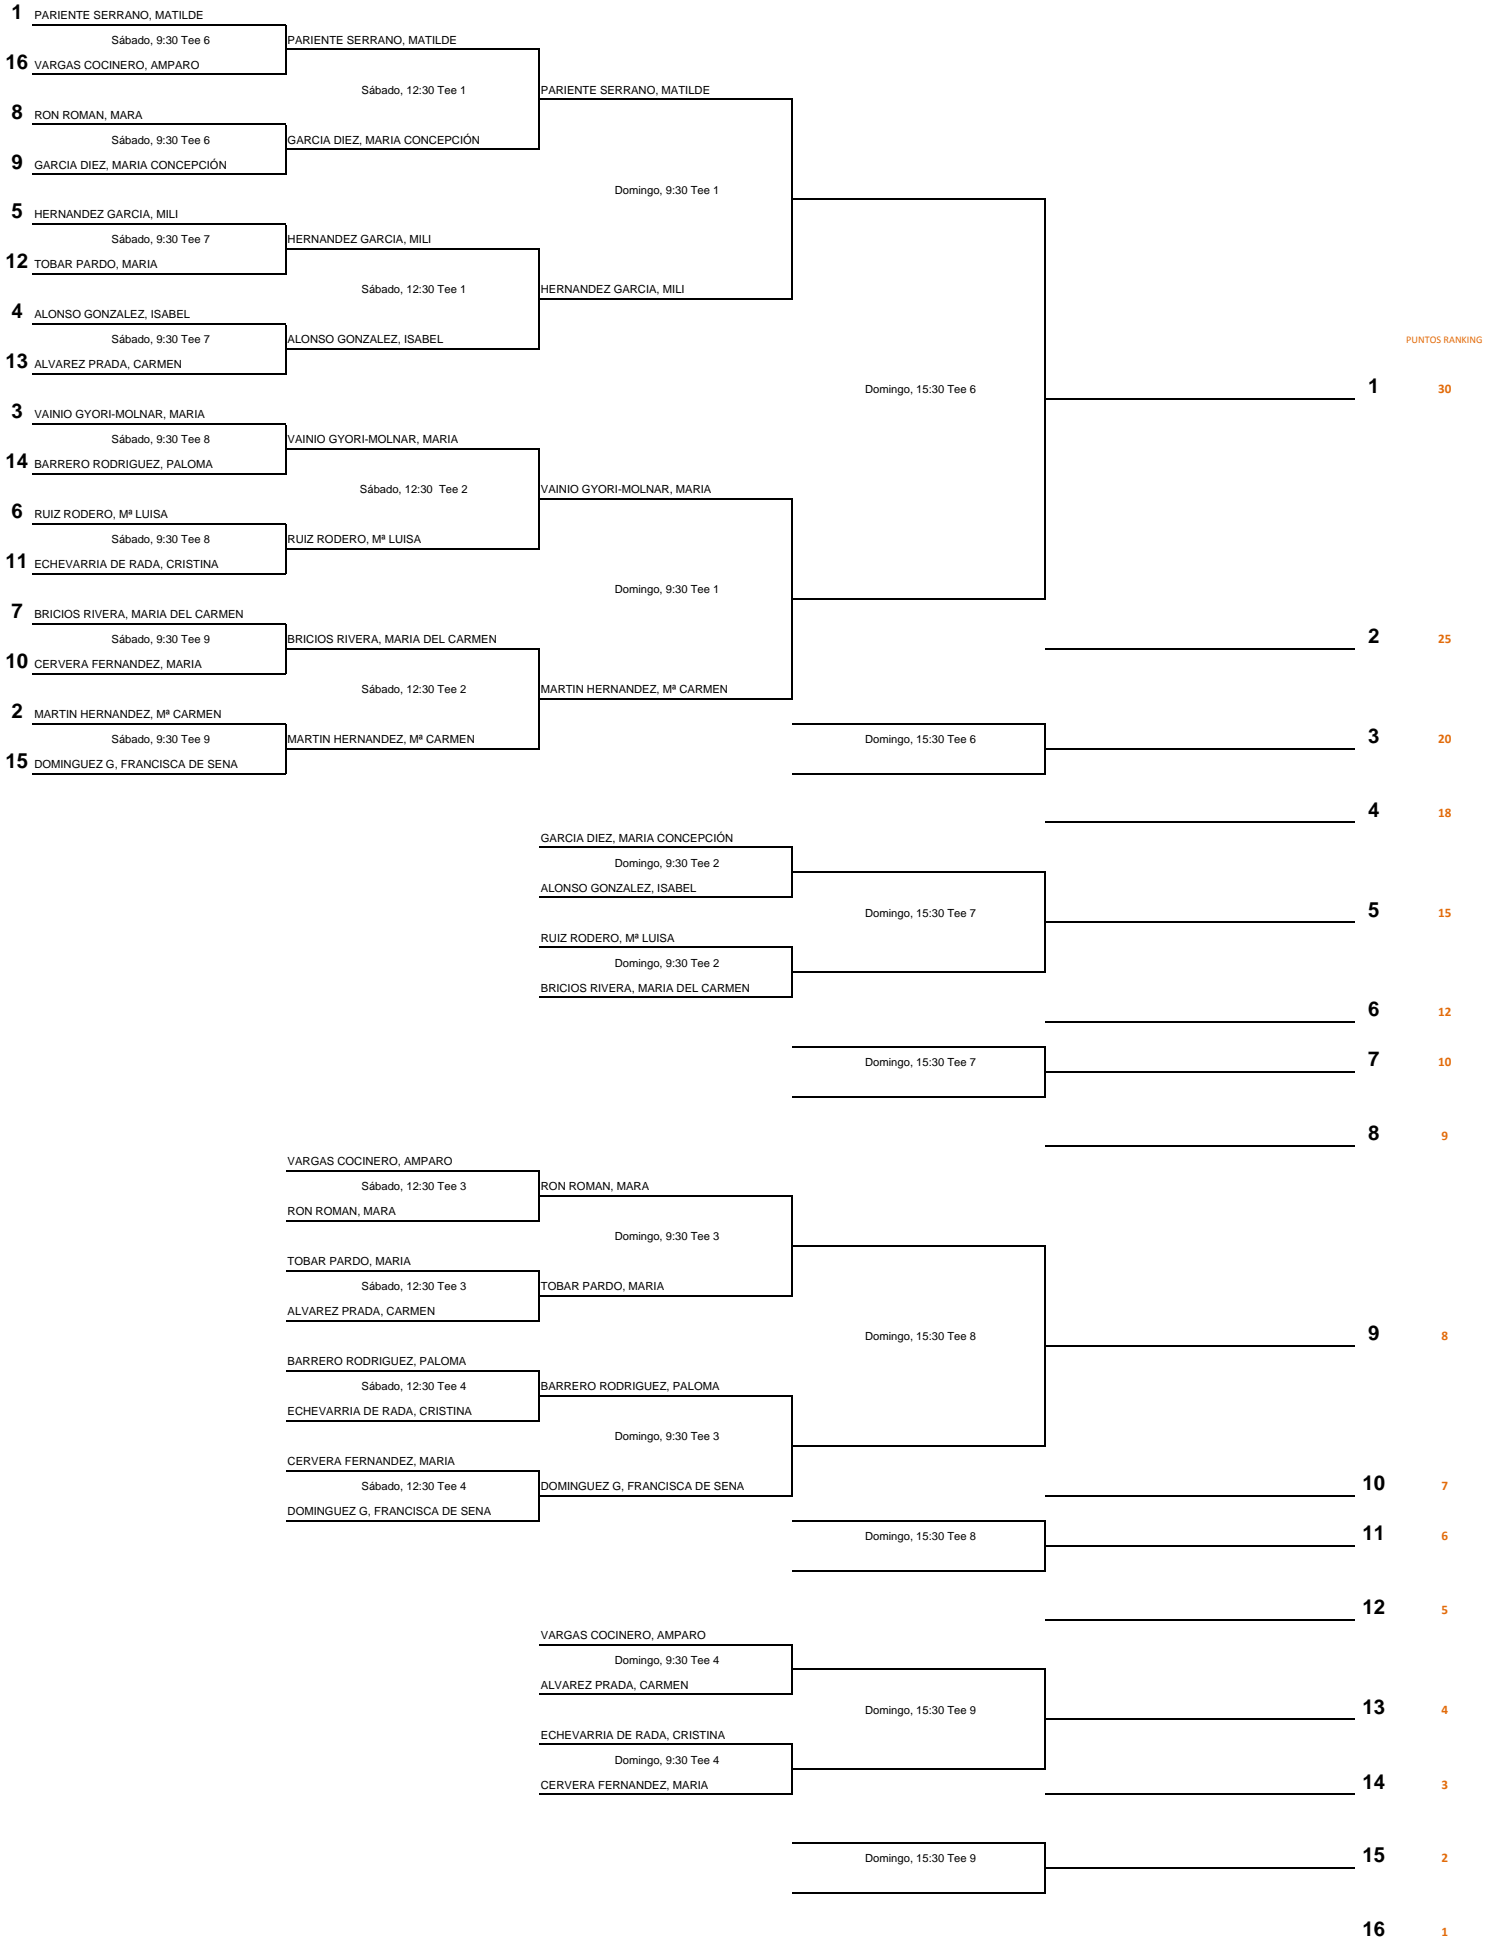 1 PARIENTE SERRANO, MATILDE
Sábado, 9:30 Tee 6 PARIENTE SERRANO, MATILDE
16 VARGAS COCINERO, AMPARO
Sábado, 12:30 Tee 1 PARIENTE SERRANO, MATILDE
8 RON ROMAN, MARA
Sábado, 9:30 Tee 6 GARCIA DIEZ, MARIA CONCEPCIÓN
9 GARCIA DIEZ, MARIA CONCEPCIÓN
Domingo, 9:30 Tee 1
5 HERNANDEZ GARCIA, MILI
Sábado, 9:30 Tee 7 HERNANDEZ GARCIA, MILI
12 TOBAR PARDO, MARIA
Sábado, 12:30 Tee 1 HERNANDEZ GARCIA, MILI
4 ALONSO GONZALEZ, ISABEL
Sábado, 9:30 Tee 7 ALONSO GONZALEZ, ISABEL PUNTOS RANKING
13 ALVAREZ PRADA, CARMEN
Domingo, 15:30 Tee 6 1 30
3 VAINIO GYORI-MOLNAR, MARIA
Sábado, 9:30 Tee 8 VAINIO GYORI-MOLNAR, MARIA
14 BARRERO RODRIGUEZ, PALOMA
Sábado, 12:30 Tee 2 VAINIO GYORI-MOLNAR, MARIA
6 RUIZ RODERO, Mª LUISA
Sábado, 9:30 Tee 8 RUIZ RODERO, Mª LUISA
11 ECHEVARRIA DE RADA, CRISTINA
Domingo, 9:30 Tee 1
7 BRICIOS RIVERA, MARIA DEL CARMEN
Sábado, 9:30 Tee 9 BRICIOS RIVERA, MARIA DEL CARMEN 2 25
10 CERVERA FERNANDEZ, MARIA
Sábado, 12:30 Tee 2 MARTIN HERNANDEZ, Mª CARMEN
2 MARTIN HERNANDEZ, Mª CARMEN
Sábado, 9:30 Tee 9 MARTIN HERNANDEZ, Mª CARMEN Domingo, 15:30 Tee 6 3 20
15 DOMINGUEZ G, FRANCISCA DE SENA
4 18
GARCIA DIEZ, MARIA CONCEPCIÓN
Domingo, 9:30 Tee 2
ALONSO GONZALEZ, ISABEL
Domingo, 15:30 Tee 7 5 15
RUIZ RODERO, Mª LUISA
Domingo, 9:30 Tee 2
BRICIOS RIVERA, MARIA DEL CARMEN
6 12
Domingo, 15:30 Tee 7 7 10
8 9
VARGAS COCINERO, AMPARO
Sábado, 12:30 Tee 3 RON ROMAN, MARA
RON ROMAN, MARA
Domingo, 9:30 Tee 3
TOBAR PARDO, MARIA
Sábado, 12:30 Tee 3 TOBAR PARDO, MARIA
ALVAREZ PRADA, CARMEN
Domingo, 15:30 Tee 8 9 8
BARRERO RODRIGUEZ, PALOMA
Sábado, 12:30 Tee 4 BARRERO RODRIGUEZ, PALOMA
ECHEVARRIA DE RADA, CRISTINA
Domingo, 9:30 Tee 3
CERVERA FERNANDEZ, MARIA
Sábado, 12:30 Tee 4 DOMINGUEZ G, FRANCISCA DE SENA 10 7
DOMINGUEZ G, FRANCISCA DE SENA
Domingo, 15:30 Tee 8 11 6
12 5
VARGAS COCINERO, AMPARO
Domingo, 9:30 Tee 4
ALVAREZ PRADA, CARMEN
Domingo, 15:30 Tee 9 13 4
ECHEVARRIA DE RADA, CRISTINA
Domingo, 9:30 Tee 4
CERVERA FERNANDEZ, MARIA 14 3
Domingo, 15:30 Tee 9 15 2
16 1